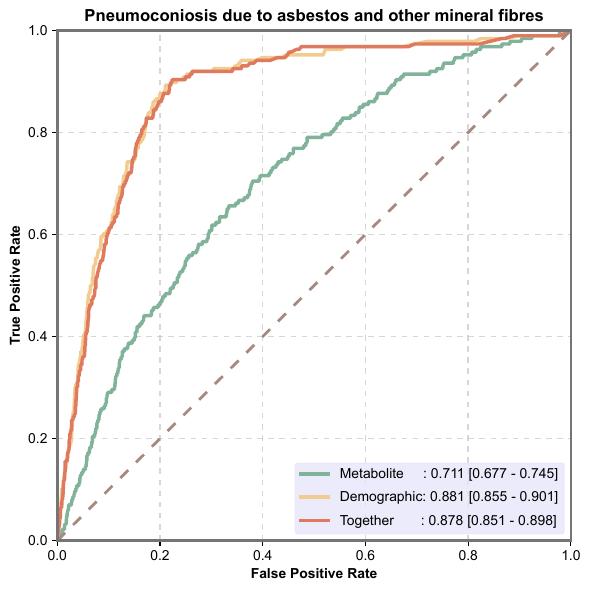 Pneumoconiosis due to asbestos and other mineral fibres
1.0
0.8
0.6
0.4
0.2
0.0
True Positive Rate
Metabolite : 0.711 [0.677 - 0.745]
Demographic: 0.881 [0.855 - 0.901]
Together : 0.878 [0.851 - 0.898]
0.0 0.2 0.4 0.6 0.8 1.0
False Positive Rate